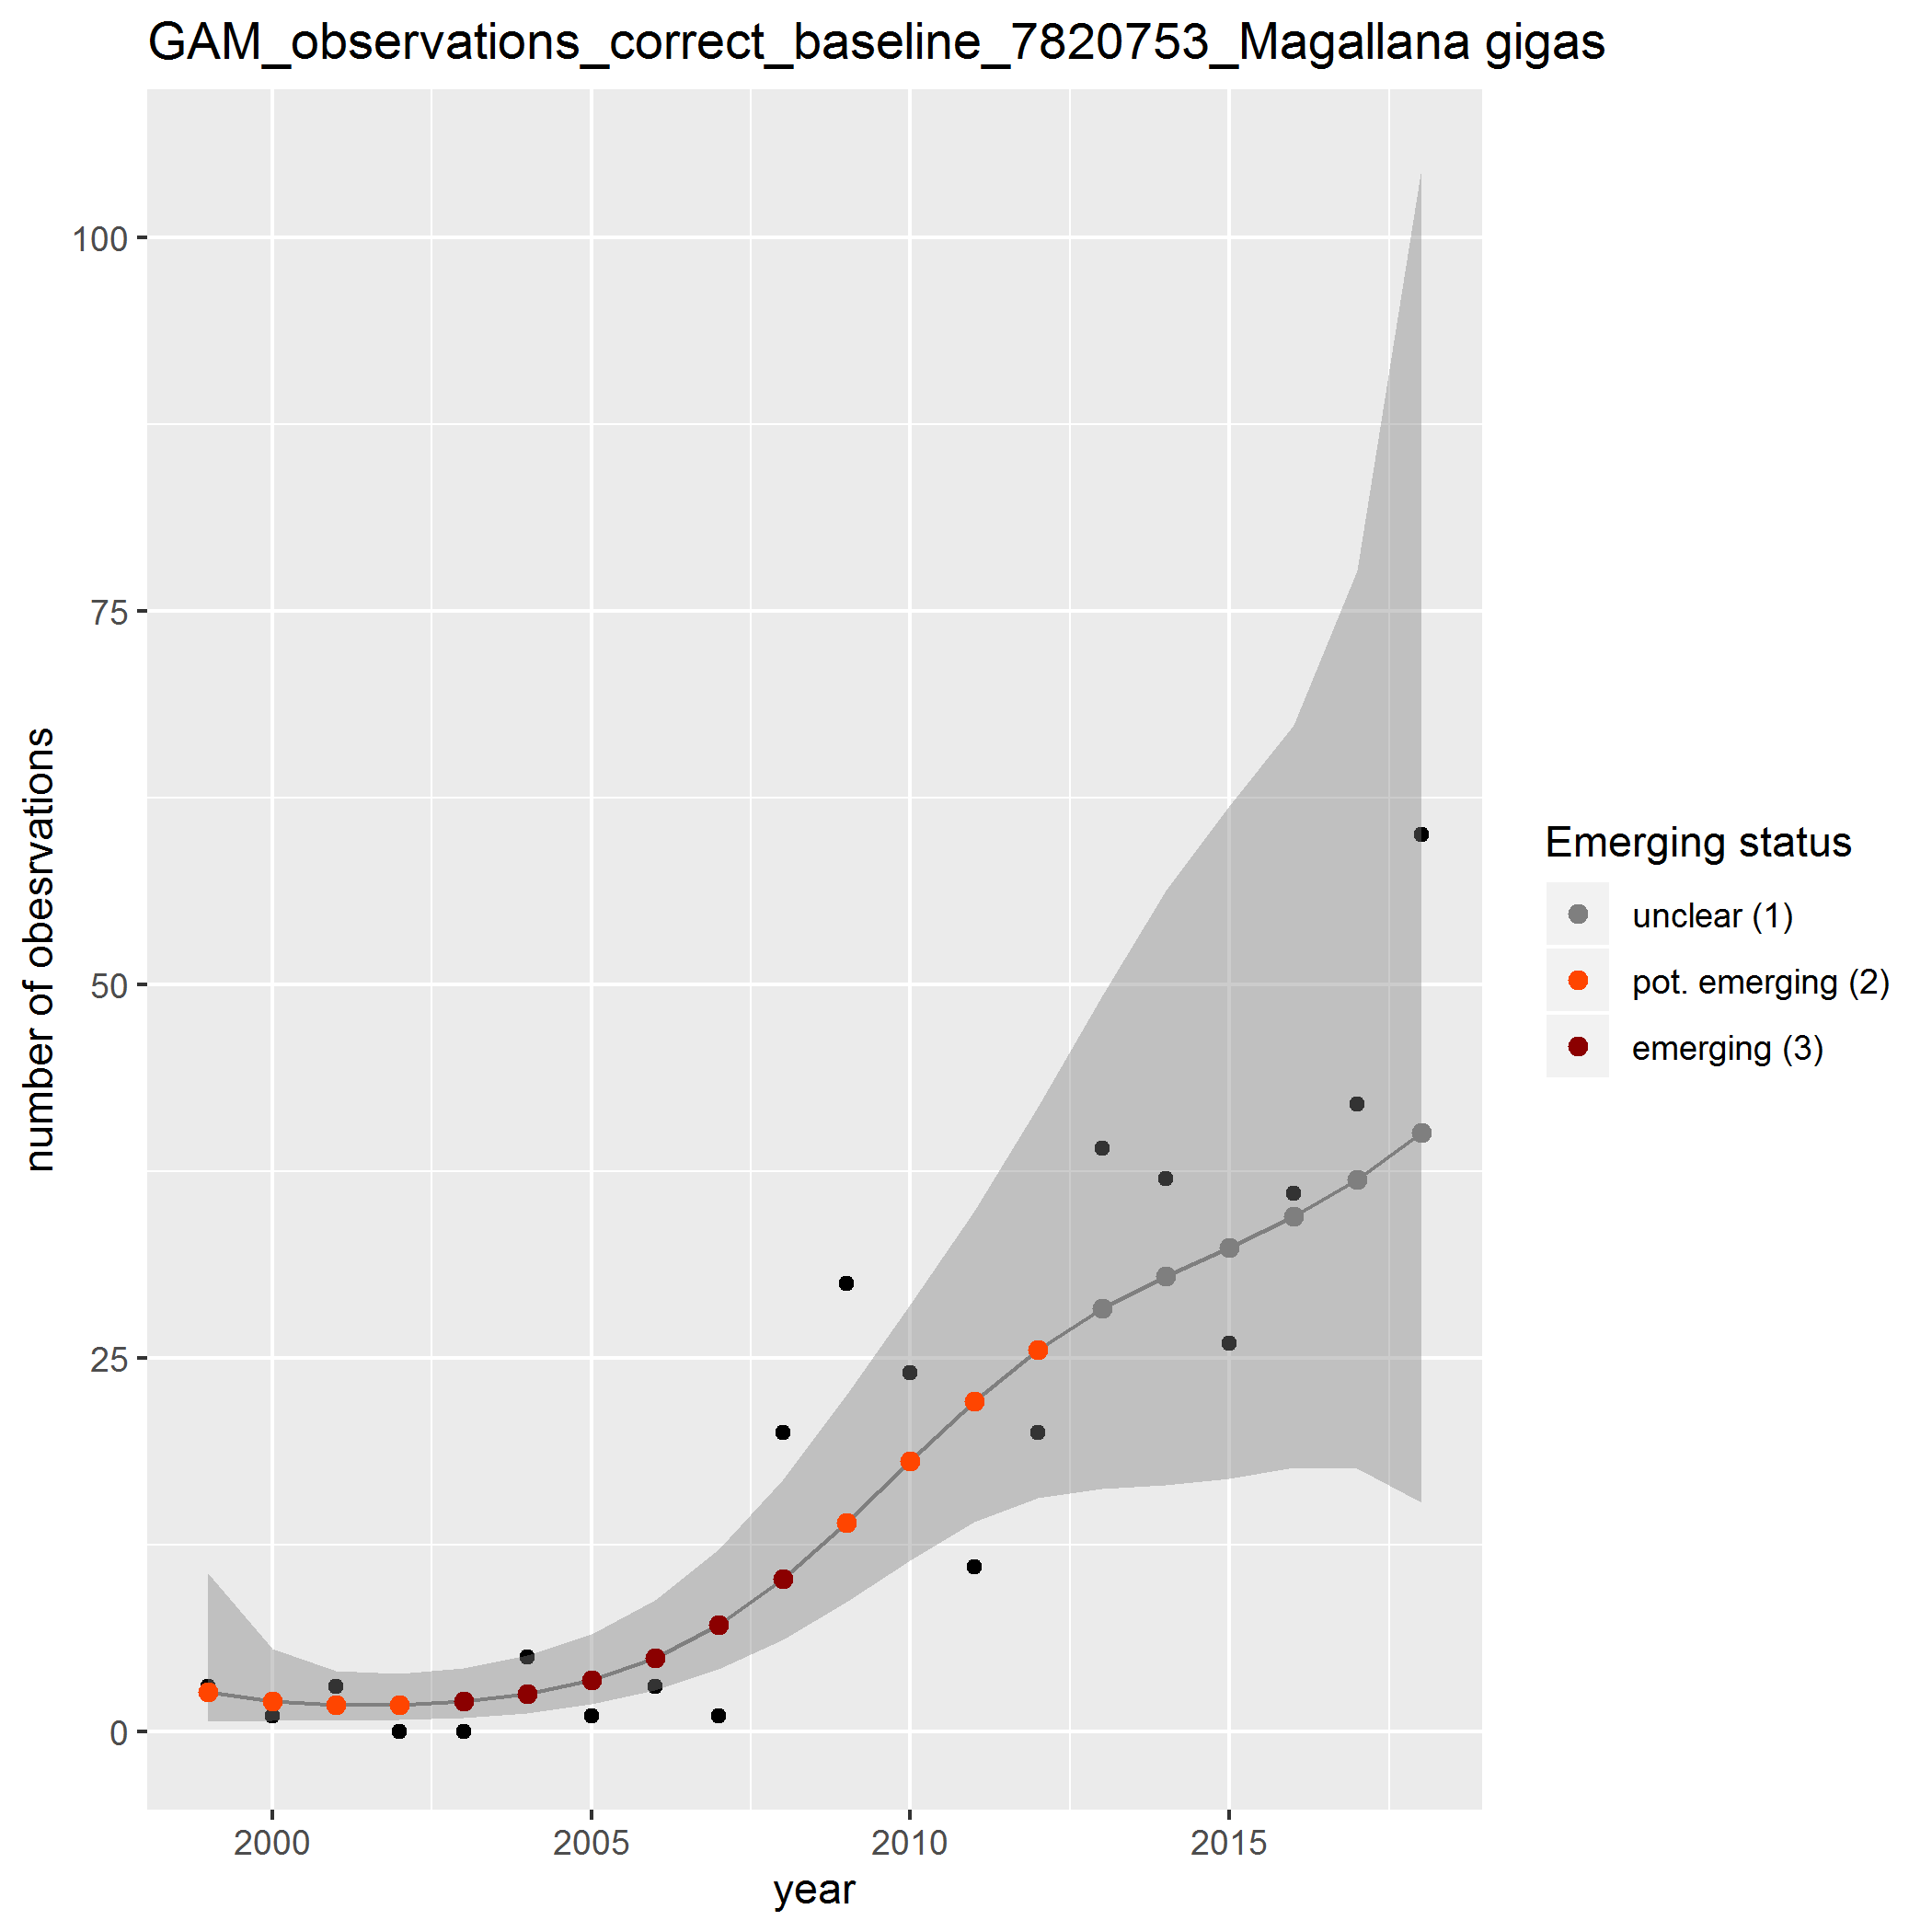 GAM_observations_correct_baseline_7820753_Magallana gigas
100
75
50
25
0
number of obesrvations
2000 2005 2010 2015
year
Emerging status
unclear (1)
pot. emerging (2)
emerging (3)